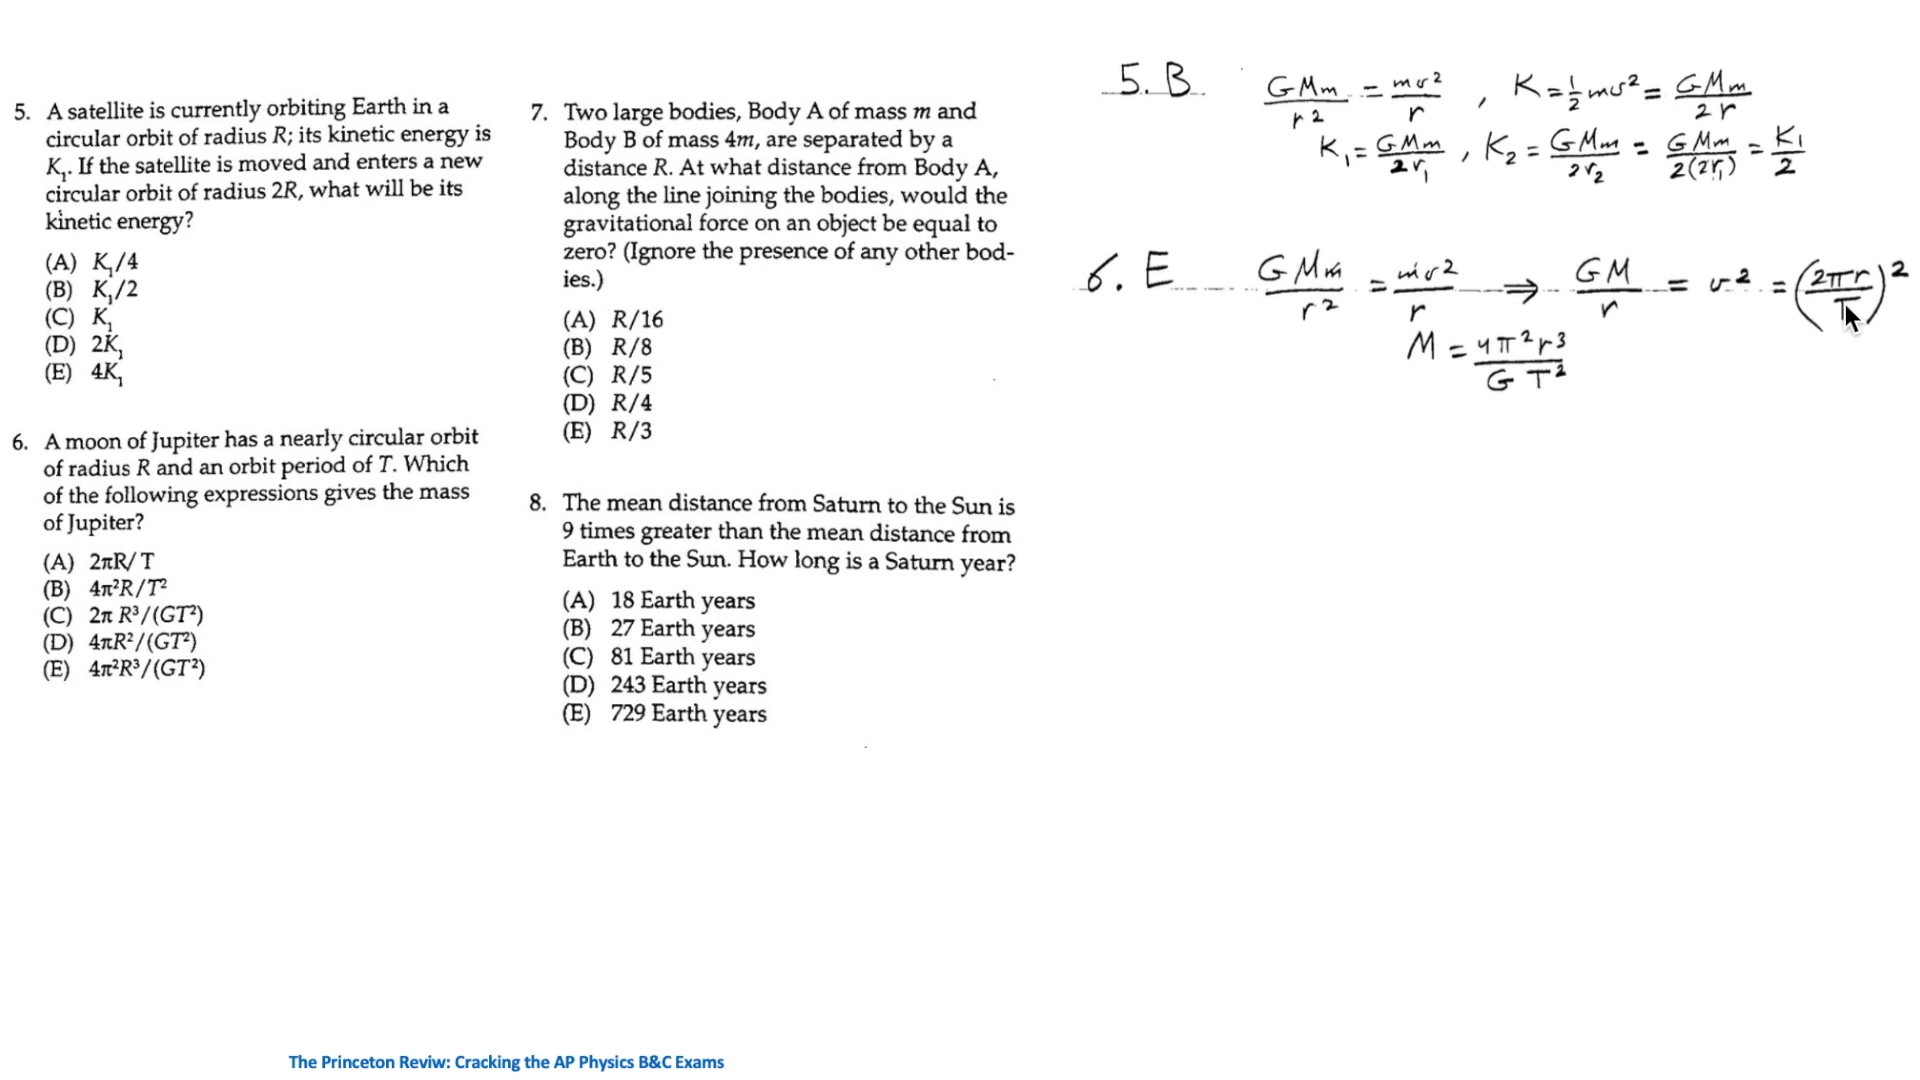 5. A satellite is currently orbiting Earth in a
circular orbit of radius R; its kinetic energy is
K₁. If the satellite is moved and enters a new
circular orbit of radius 2R, what will be its
kinetic energy?
(A) K₁/4
(B) K₁/2
(C) K₁
(D) 2K₁
(E) 4K₁
6. A moon of Jupiter has a nearly circular orbit
of radius R and an orbit period of T. Which
of the following expressions gives the mass
of Jupiter?
(A) 2πR/T
(B) 4π²R/T²
(C) 2π R³/(GT²)
(D) 4πR²/(GT²)
(E) 4π²R³/(GT²)
7. Two large bodies, Body A of mass m and
Body B of mass 4m, are separated by a
distance R. At what distance from Body A,
along the line joining the bodies, would the
gravitational force on an object be equal to
zero? (Ignore the presence of any other bod-
ies.)
(A) R/16
(B) R/8
(C) R/5
(D) R/4
(E) R/3
8. The mean distance from Saturn to the Sun is
9 times greater than the mean distance from
Earth to the Sun. How long is a Saturn year?
(A) 18 Earth years
(B) 27 Earth years
(C) 81 Earth years
(D) 243 Earth years
(E) 729 Earth years
5. B GMm/r² = mv²/r , K = ½mv² = GMm/2r
K₁ = GMm/2r₁ , K₂ = GMm/2r₂ = GMm/2(2r₁) = K₁/2
6. E GMm/r² = mv²/r ⇒ GM/r = v² = (2πr/T)²
M = 4π²r³/GT²
The Princeton Reviw: Cracking the AP Physics B&C Exams